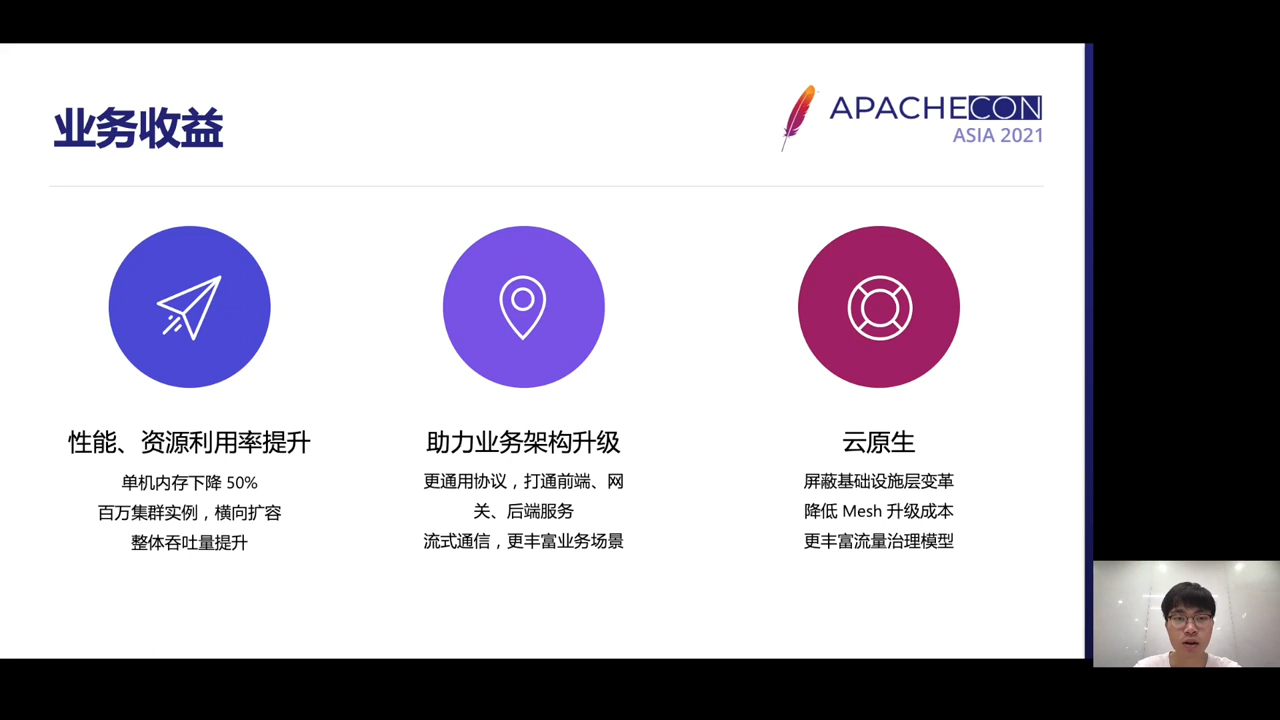 业务收益
APACHECON
ASIA 2021
性能、资源利用率提升
单机内存下降 50%
百万集群实例，横向扩容
整体吞吐量提升
助力业务架构升级
更通用协议，打通前端、网
关、后端服务
流式通信，更丰富业务场景
云原生
屏蔽基础设施层变革
降低 Mesh 升级成本
更丰富流量治理模型